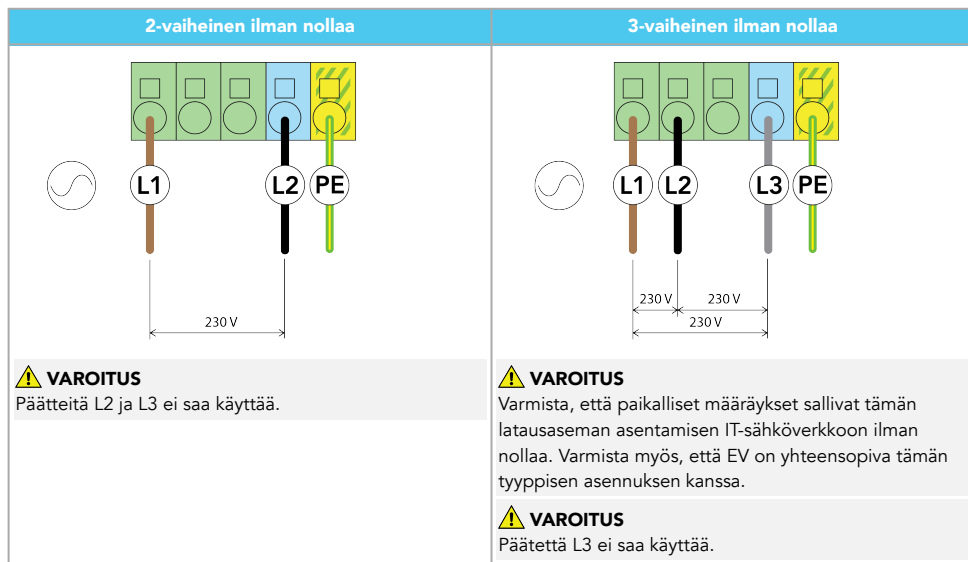 2-vaiheinen ilman nollaa
L1
L2
PE
230 V
VAROITUS
Päätteitä L2 ja L3 ei saa käyttää.
3-vaiheinen ilman nollaa
L1
L2
L3
PE
230 V
230 V
230 V
VAROITUS
Varmista, että paikalliset määräykset sallivat tämän
latausaseman asentamisen IT-sähköverkkoon ilman
nollaa. Varmista myös, että EV on yhteensopiva tämän
tyyppisen asennuksen kanssa.
VAROITUS
Päätettä L3 ei saa käyttää.